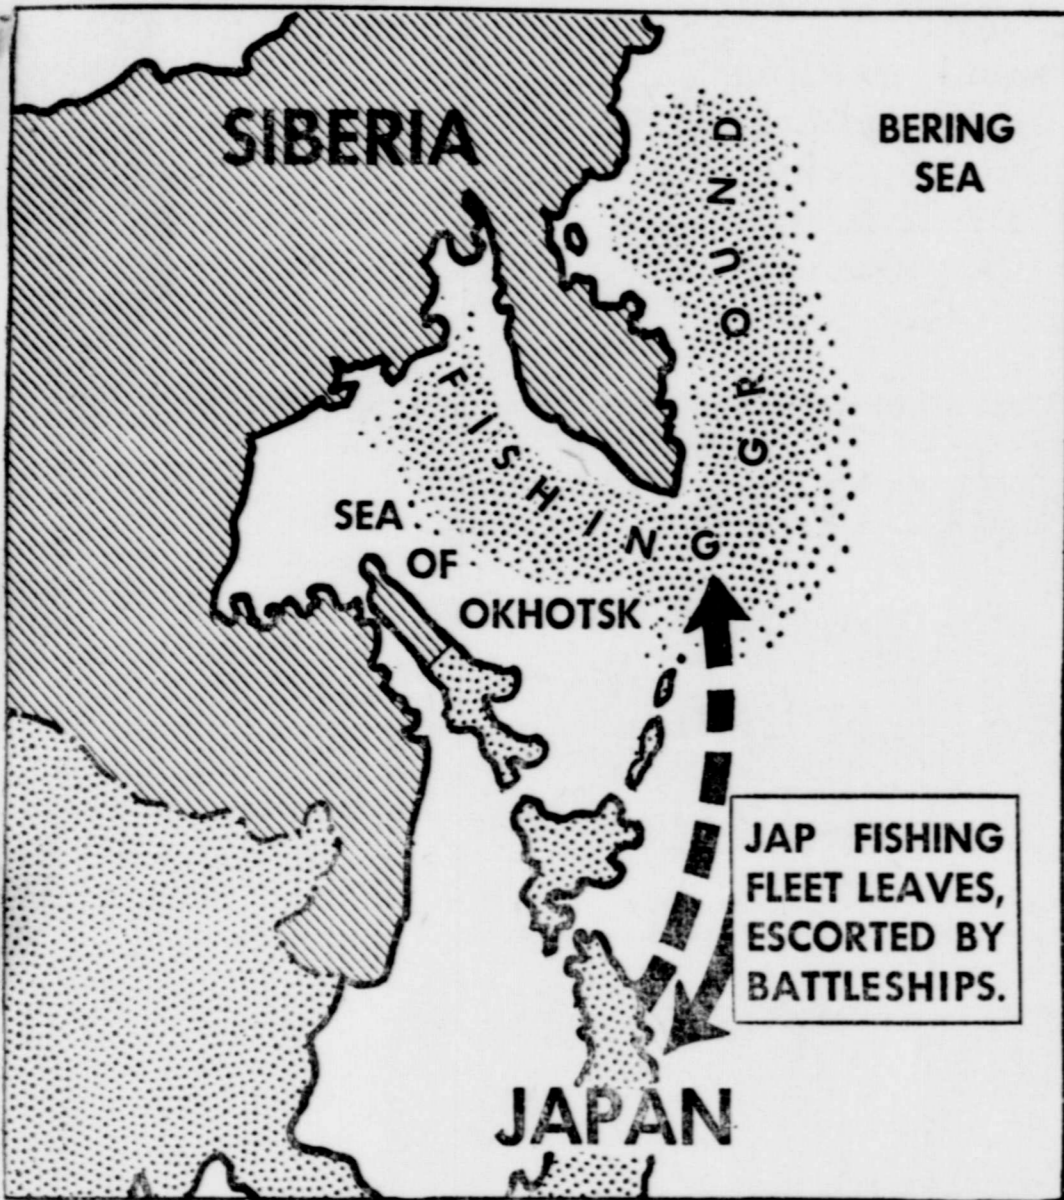 SIBERIA
BERING
SEA
FISHING GROUND
SEA
OF
OKHOTSK
JAP FISHING
FLEET LEAVES,
ESCORTED BY
BATTLESHIPS.
JAPAN